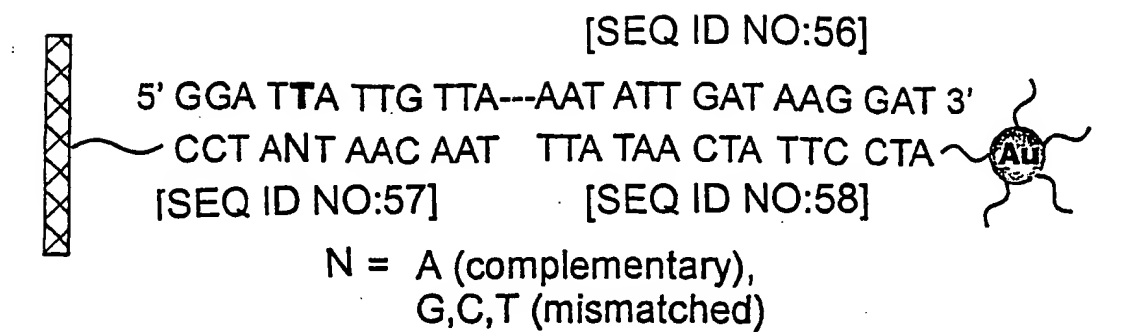 [SEQ ID NO:56]
5' GGA TTA TTG TTA---AAT ATT GAT AAG GAT 3'
CCT ANT AAC AAT TTA TAA CTA TTC CTA Au
[SEQ ID NO:57] [SEQ ID NO:58]
N = A (complementary),
G,C,T (mismatched)